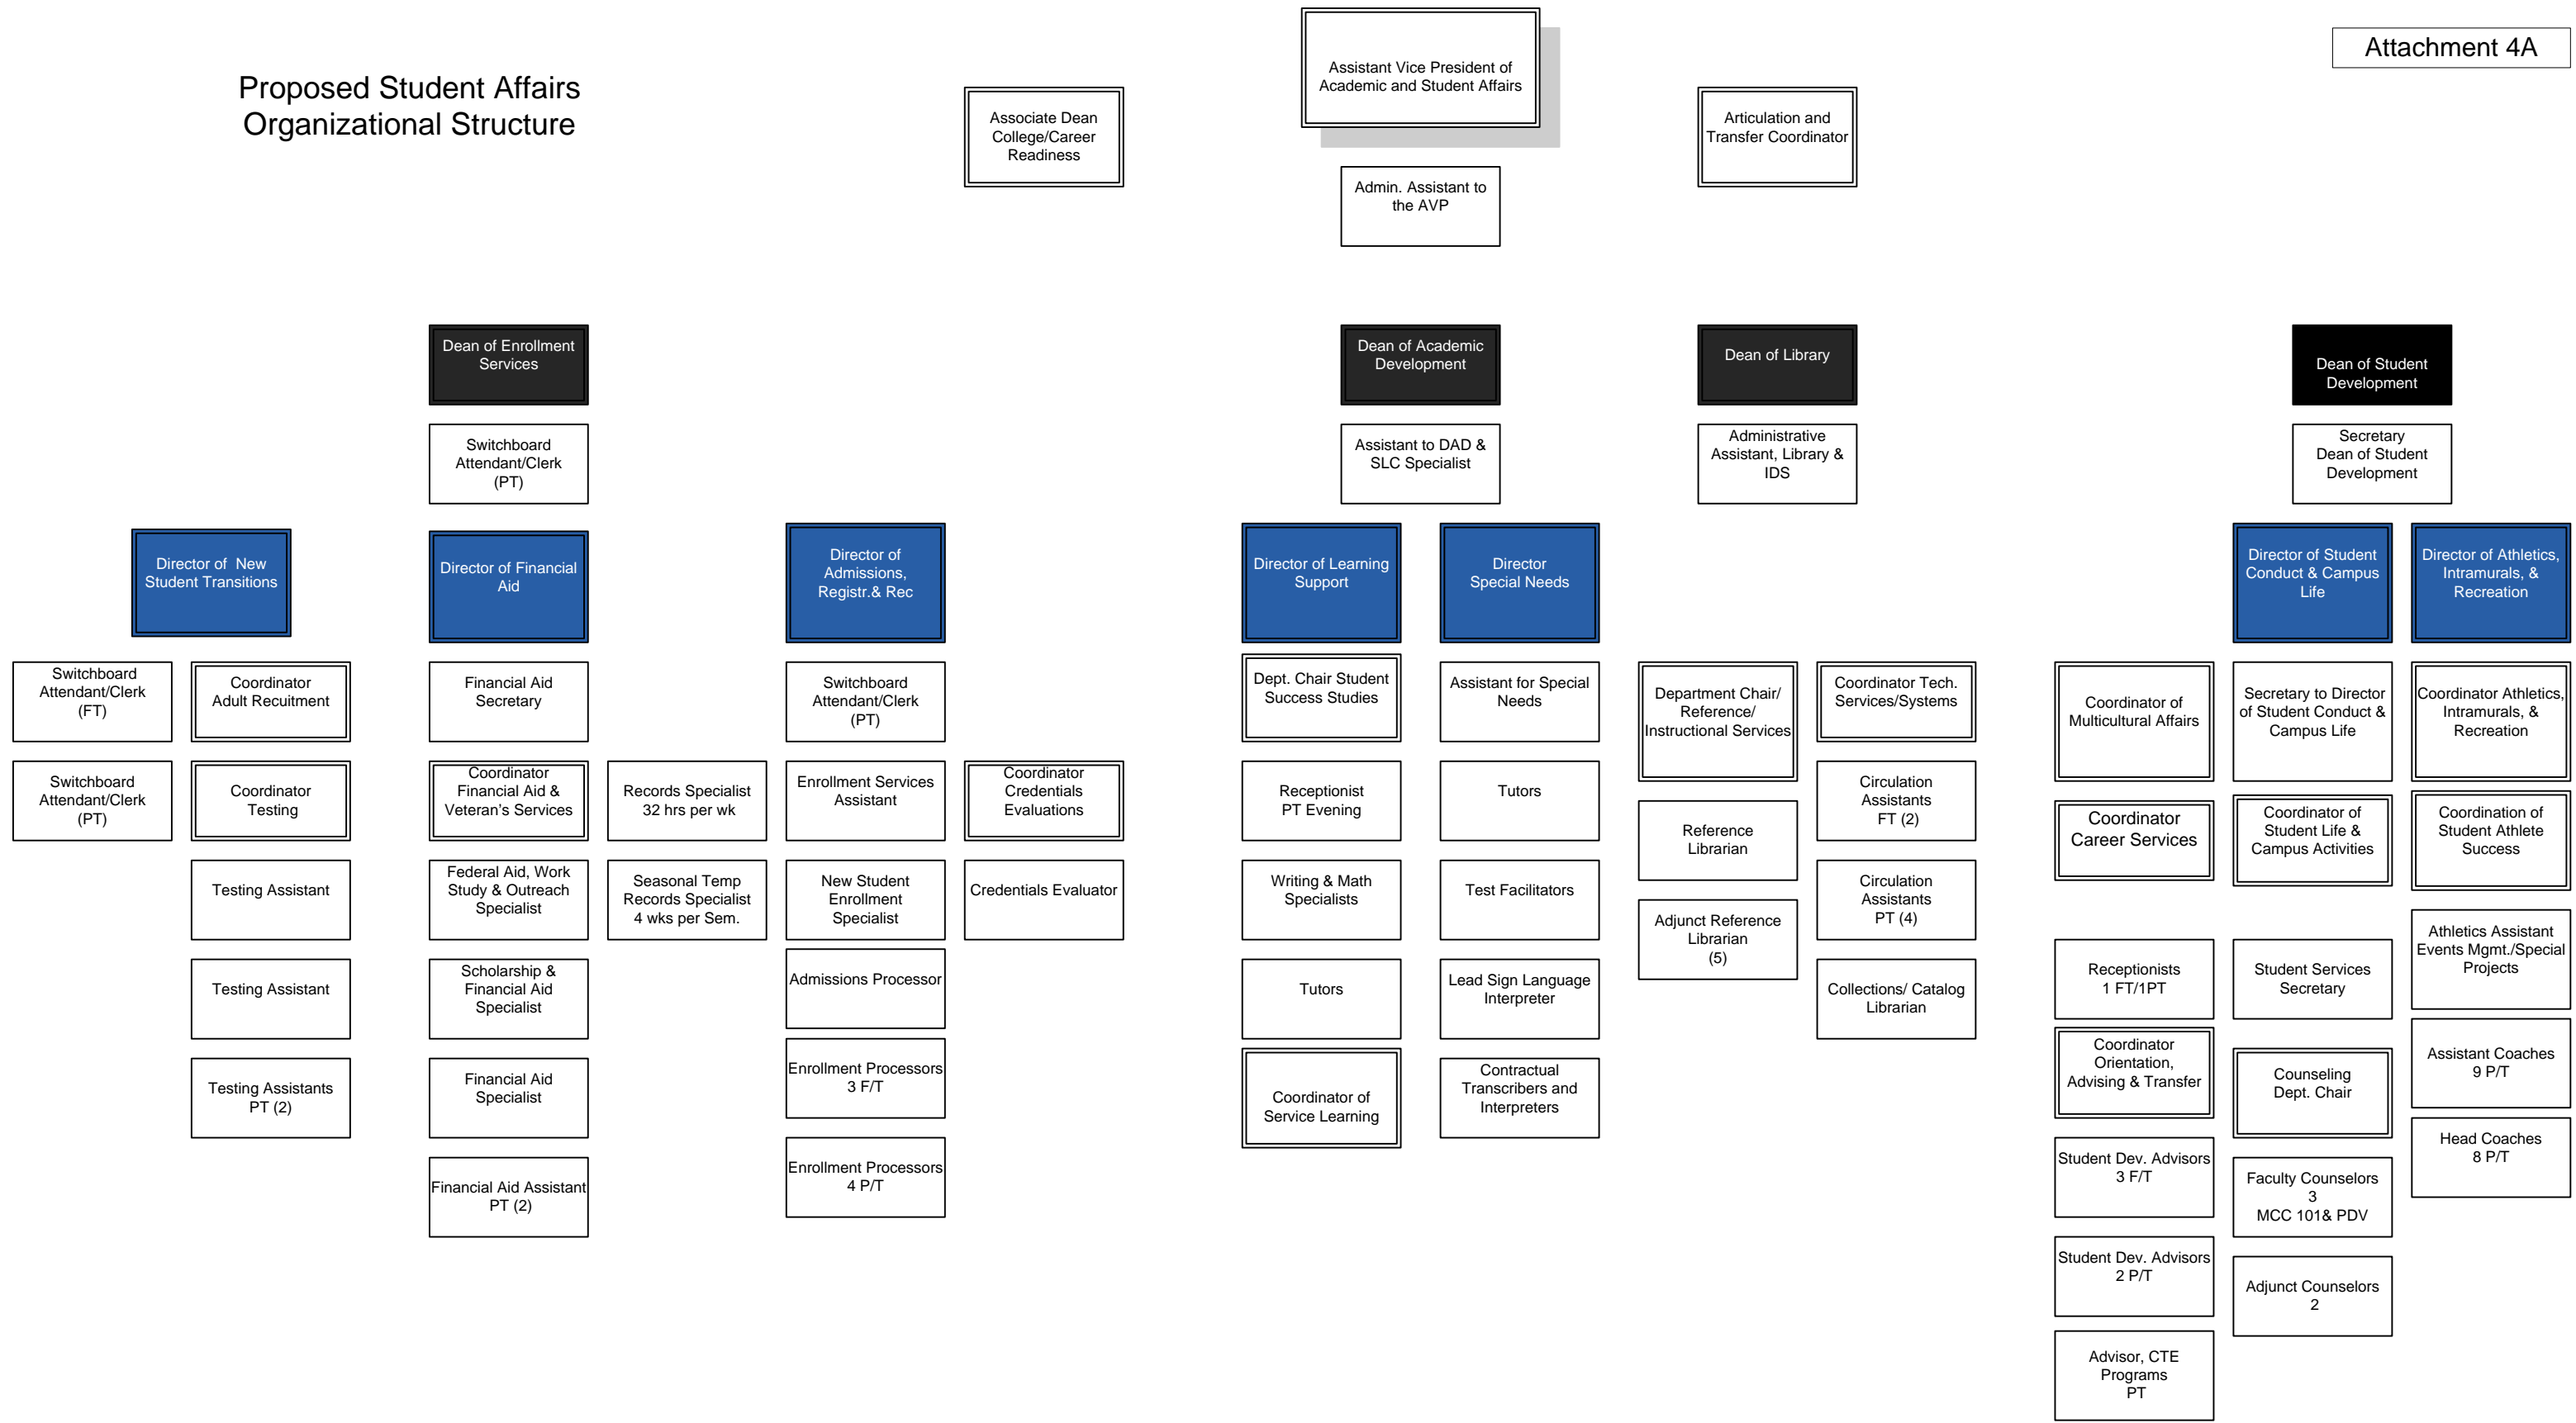 Attachment 4A
Proposed Student Affairs
Organizational Structure
Assistant Vice President of
Academic and Student Affairs
Associate Dean
College/Career
Readiness
Articulation and
Transfer Coordinator
Admin. Assistant to
the AVP
Dean of Enrollment
Services
Dean of Academic
Development
Dean of Library
Dean of Student
Development
Switchboard
Attendant/Clerk
(PT)
Assistant to DAD &
SLC Specialist
Administrative
Assistant, Library &
IDS
Secretary
Dean of Student
Development
Director of  New
Student Transitions
Director of Financial
Aid
Director of
Admissions,
Registr.& Rec
Director of Learning
Support
Director
Special Needs
Director of Student
Conduct & Campus
Life
Director of Athletics,
Intramurals, &
Recreation
Switchboard
Attendant/Clerk
(FT)
Switchboard
Attendant/Clerk
(PT)
Coordinator
Adult Recuitment
Coordinator
Testing
Testing Assistant
Testing Assistant
Testing Assistants
PT (2)
Financial Aid
Secretary
Coordinator
Financial Aid &
Veteran's Services
Federal Aid, Work
Study & Outreach
Specialist
Scholarship &
Financial Aid
Specialist
Financial Aid
Specialist
Financial Aid Assistant
PT (2)
Records Specialist
32 hrs per wk
Seasonal Temp
Records Specialist
4 wks per Sem.
Switchboard
Attendant/Clerk
(PT)
Enrollment Services
Assistant
New Student
Enrollment
Specialist
Admissions Processor
Enrollment Processors
3 F/T
Enrollment Processors
4 P/T
Coordinator
Credentials
Evaluations
Credentials Evaluator
Dept. Chair Student
Success Studies
Receptionist
PT Evening
Writing & Math
Specialists
Tutors
Coordinator of
Service Learning
Assistant for Special
Needs
Tutors
Test Facilitators
Lead Sign Language
Interpreter
Contractual
Transcribers and
Interpreters
Department Chair/
Reference/
Instructional Services
Reference
Librarian
Adjunct Reference
Librarian
(5)
Coordinator Tech.
Services/Systems
Circulation
Assistants
FT (2)
Circulation
Assistants
PT (4)
Collections/ Catalog
Librarian
Coordinator of
Multicultural Affairs
Coordinator
Career Services
Receptionists
1 FT/1PT
Coordinator
Orientation,
Advising & Transfer
Student Dev. Advisors
3 F/T
Student Dev. Advisors
2 P/T
Advisor, CTE
Programs
PT
Secretary to Director
of Student Conduct &
Campus Life
Coordinator of
Student Life &
Campus Activities
Student Services
Secretary
Counseling
Dept. Chair
Faculty Counselors
3
MCC 101& PDV
Adjunct Counselors
2
Coordinator Athletics,
Intramurals, &
Recreation
Coordination of
Student Athlete
Success
Athletics Assistant
Events Mgmt./Special
Projects
Assistant Coaches
9 P/T
Head Coaches
8 P/T